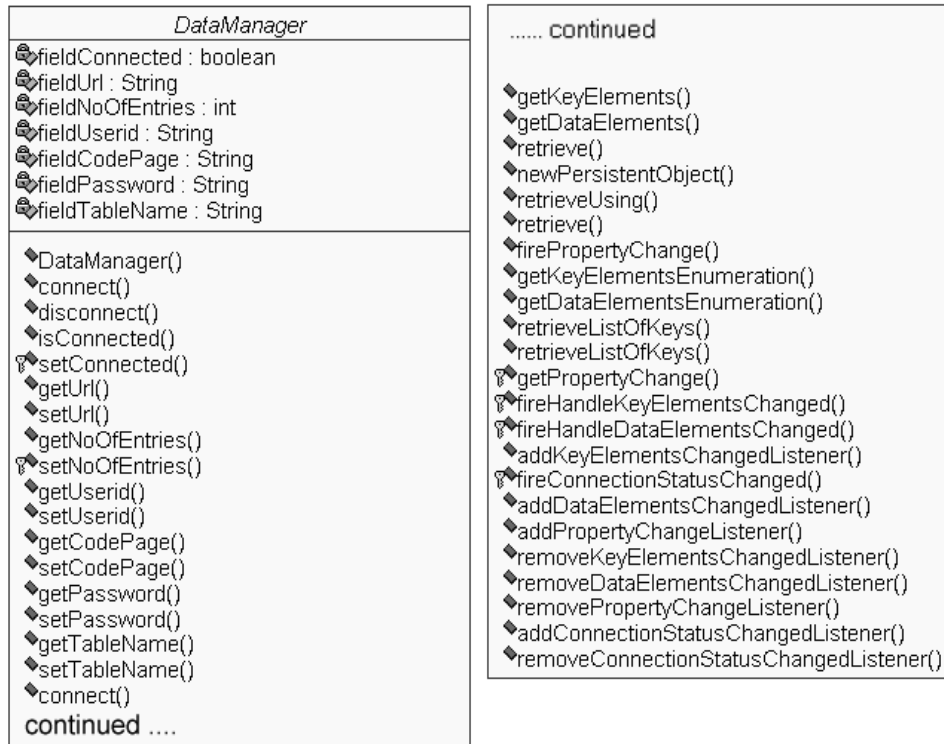 DataManager
fieldConnected : boolean
fieldUrl : String
fieldNoOfEntries : int
fieldUserid : String
fieldCodePage : String
fieldPassword : String
fieldTableName : String
DataManager()
connect()
disconnect()
isConnected()
setConnected()
getUrl()
setUrl()
getNoOfEntries()
setNoOfEntries()
getUserid()
setUserid()
getCodePage()
setCodePage()
getPassword()
setPassword()
getTableName()
setTableName()
connect()
continued ....
...... continued
getKeyElements()
getDataElements()
retrieve()
newPersistentObject()
retrieveUsing()
retrieve()
firePropertyChange()
getKeyElementsEnumeration()
getDataElementsEnumeration()
retrieveListOfKeys()
retrieveListOfKeys()
getPropertyChange()
fireHandleKeyElementsChanged()
fireHandleDataElementsChanged()
addKeyElementsChangedListener()
fireConnectionStatusChanged()
addDataElementsChangedListener()
addPropertyChangeListener()
removeKeyElementsChangedListener()
removeDataElementsChangedListener()
removePropertyChangeListener()
addConnectionStatusChangedListener()
removeConnectionStatusChangedListener()